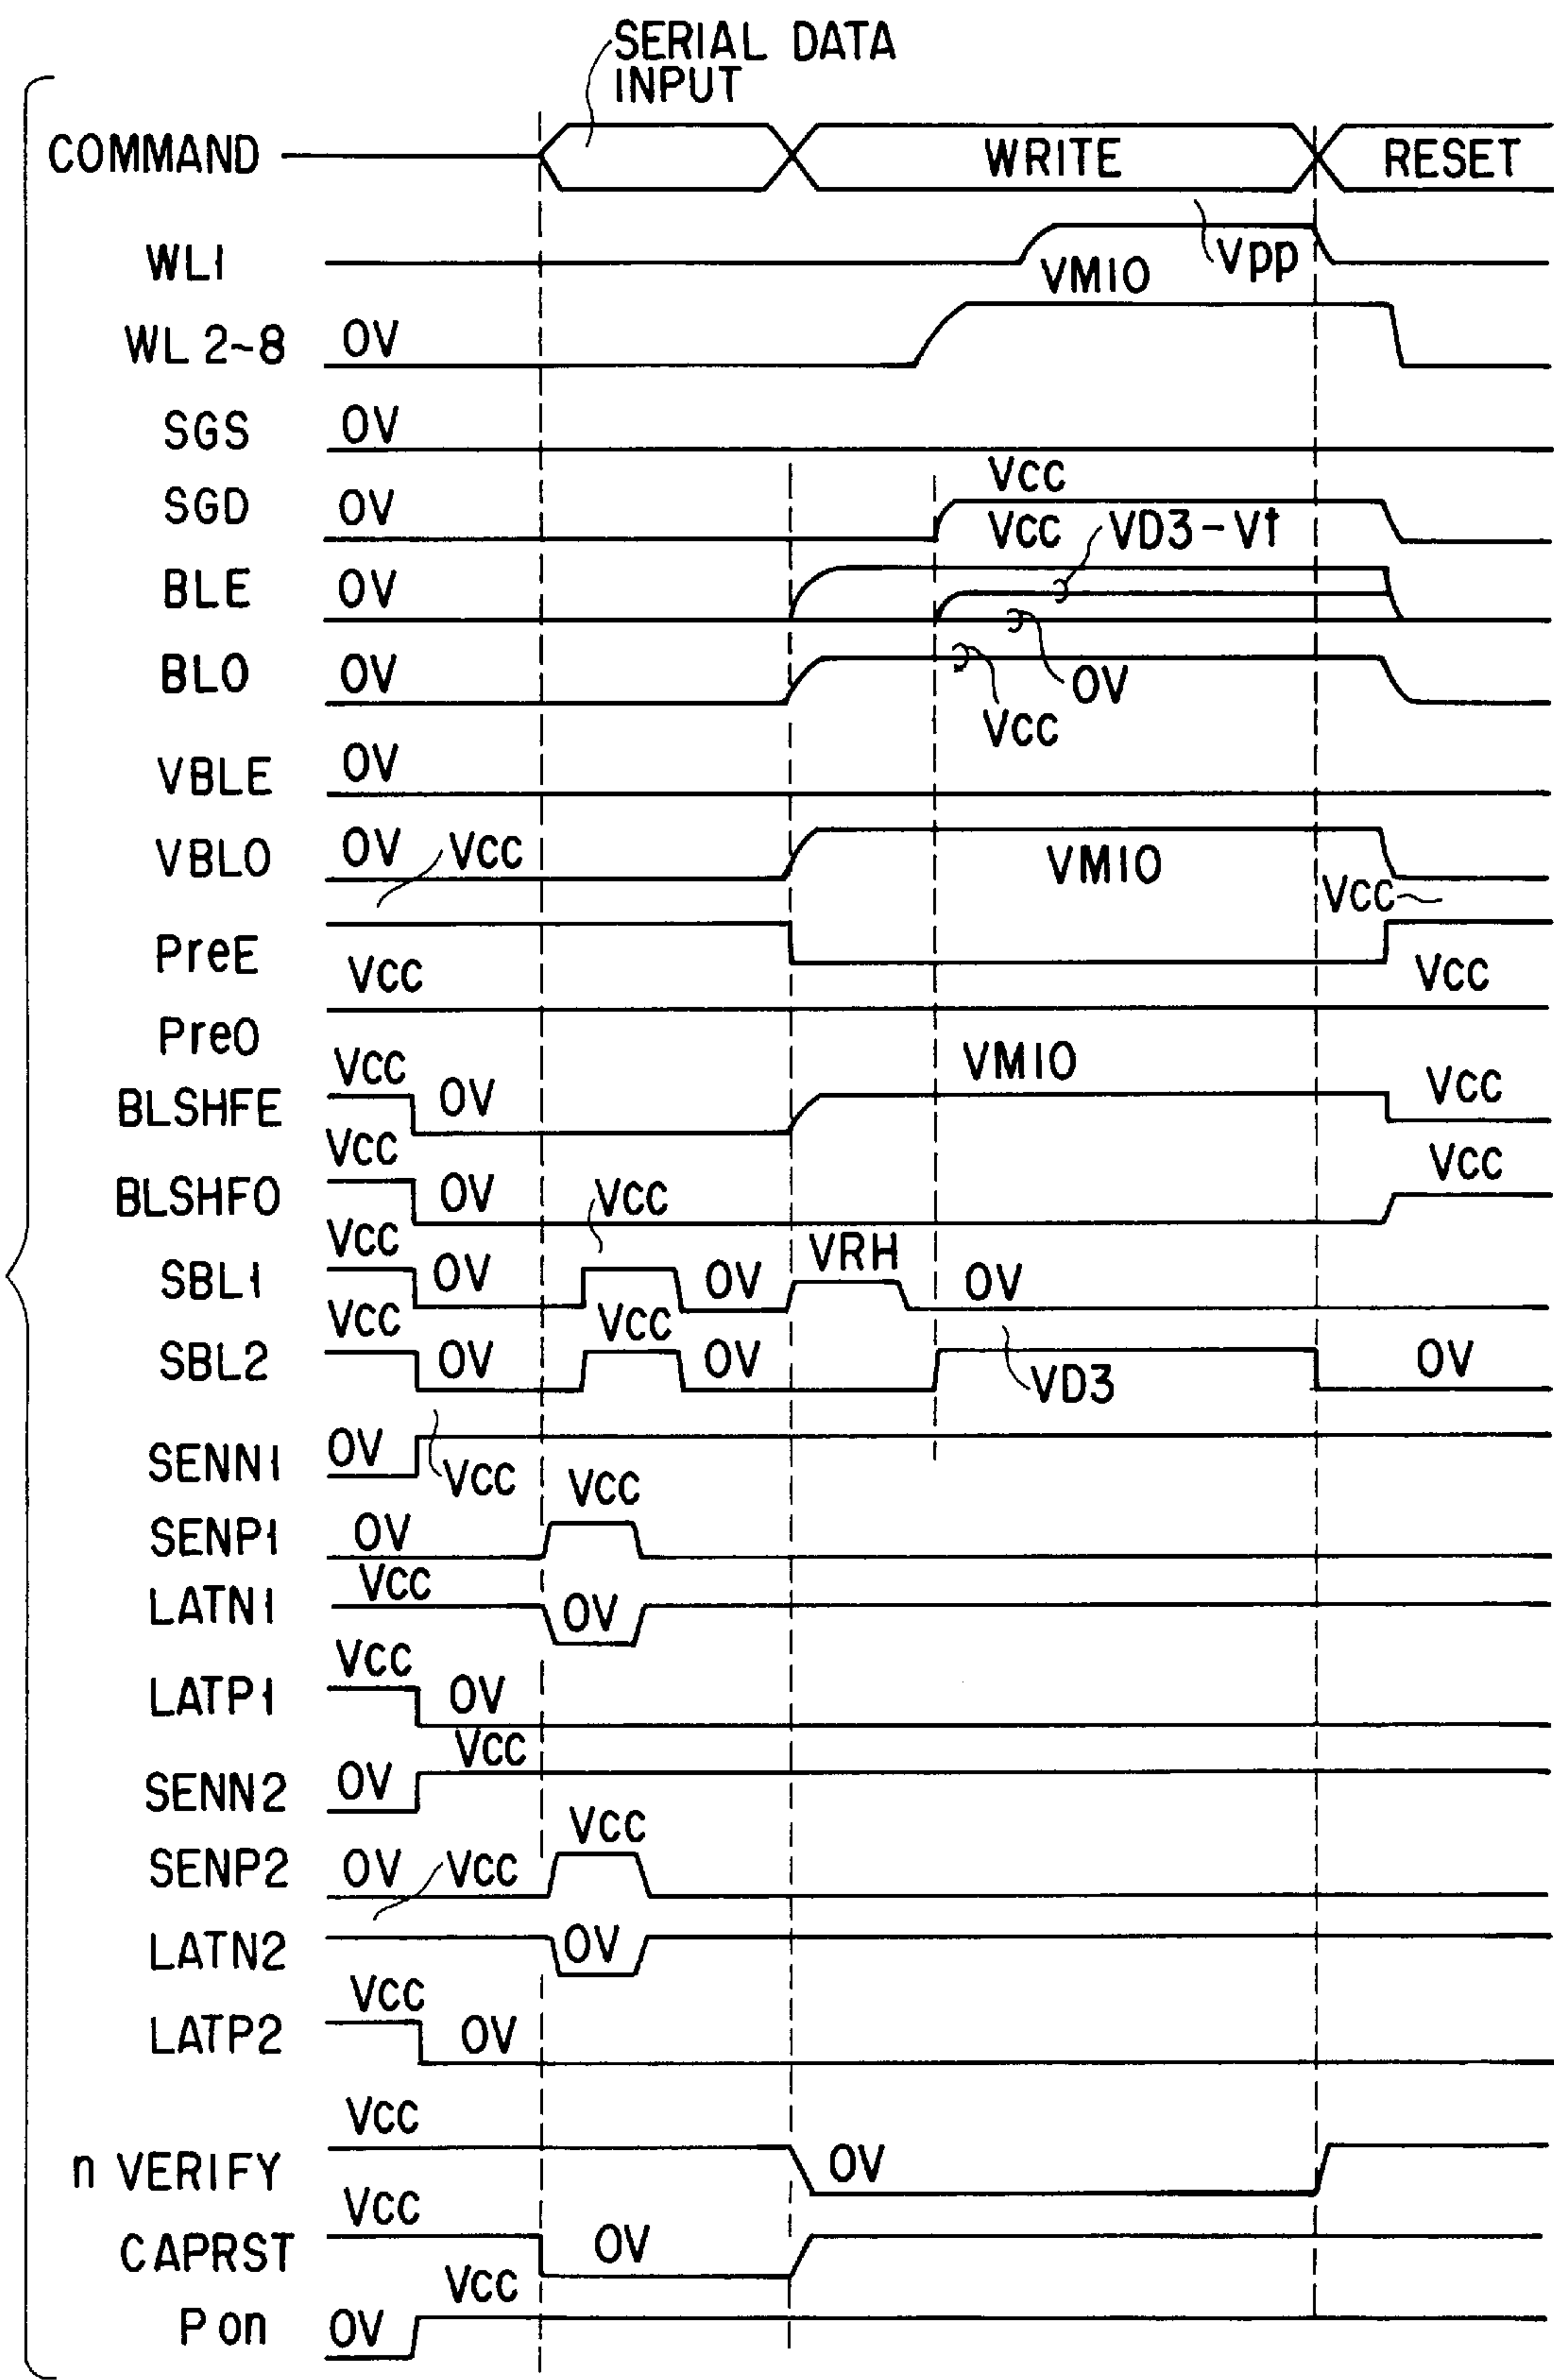 SERIAL DATA
INPUT
COMMAND WRITE RESET
WL1 Vpp
VM10
WL 2~8 0V
SGS 0V
Vcc
SGD 0V
Vcc VD3-Vt
BLE 0V
BLO 0V 0V
Vcc
VBLE 0V
VBLO 0V Vcc VM10
Vcc
PreE
Vcc Vcc
PreO
Vcc VM10 Vcc
BLSHFE 0V
Vcc Vcc
BLSHFO 0V Vcc
Vcc VRH
SBL1 0V 0V 0V
Vcc Vcc
SBL2 0V 0V VD3 0V
SENN1 0V Vcc
Vcc
SENP1 0V
Vcc
LATN1 0V
Vcc
LATP1 0V
Vcc
SENN2 0V
Vcc
SENP2 0V Vcc
LATN2 0V
Vcc
LATP2 0V
Vcc
n VERIFY 0V
Vcc
CAPRST 0V
Vcc
P on 0V